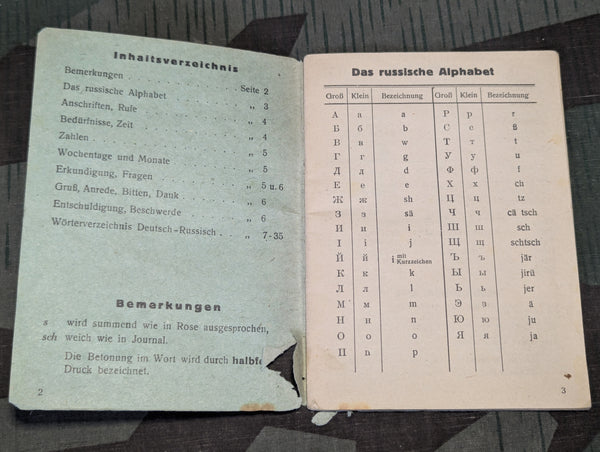 Inhaltsverzeichnis
Bemerkungen . . . . . . . . Seite 2
Das russische Alphabet . . . . . „ 3
Anschriften, Rufe . . . . . . . „ 4
Bedürfnisse, Zeit . . . . . . . „ 4
Zahlen . . . . . . . . . . „ 5
Wochentage und Monate . . . . „ 5
Erkundigung, Fragen . . . . . . „ 5 u. 6
Gruß, Anrede, Bitten, Dank . . . . „ 6
Entschuldigung, Beschwerde . . . „ 6
Wörterverzeichnis Deutsch-Russisch . . „ 7-35
Bemerkungen
s wird summend wie in Rose ausgesprochen,
sch weich wie in Journal.
Die Betonung im Wort wird durch halbfe
Druck bezeichnet.
2
Das russische Alphabet
Groß Klein Bezeichnung Groß Klein Bezeichnung
А а a Р р r
Б б b С с ß
В в w Т т t
Г г g У у u
Д д d Ф ф f
Е е e Х х ch
Ж ж sh Ц ц tz
З з sä Ч ч cä tsch
И и i Ш ш sch
І і j Щ щ schtsch
Й й i mit Kurzzeichen Ъ ъ jär
К к k Ы ы jirü
Л л l Ь ь jer
М м m Э э ä
Н н n Ю ю ju
О о o Я я ja
П п p
3